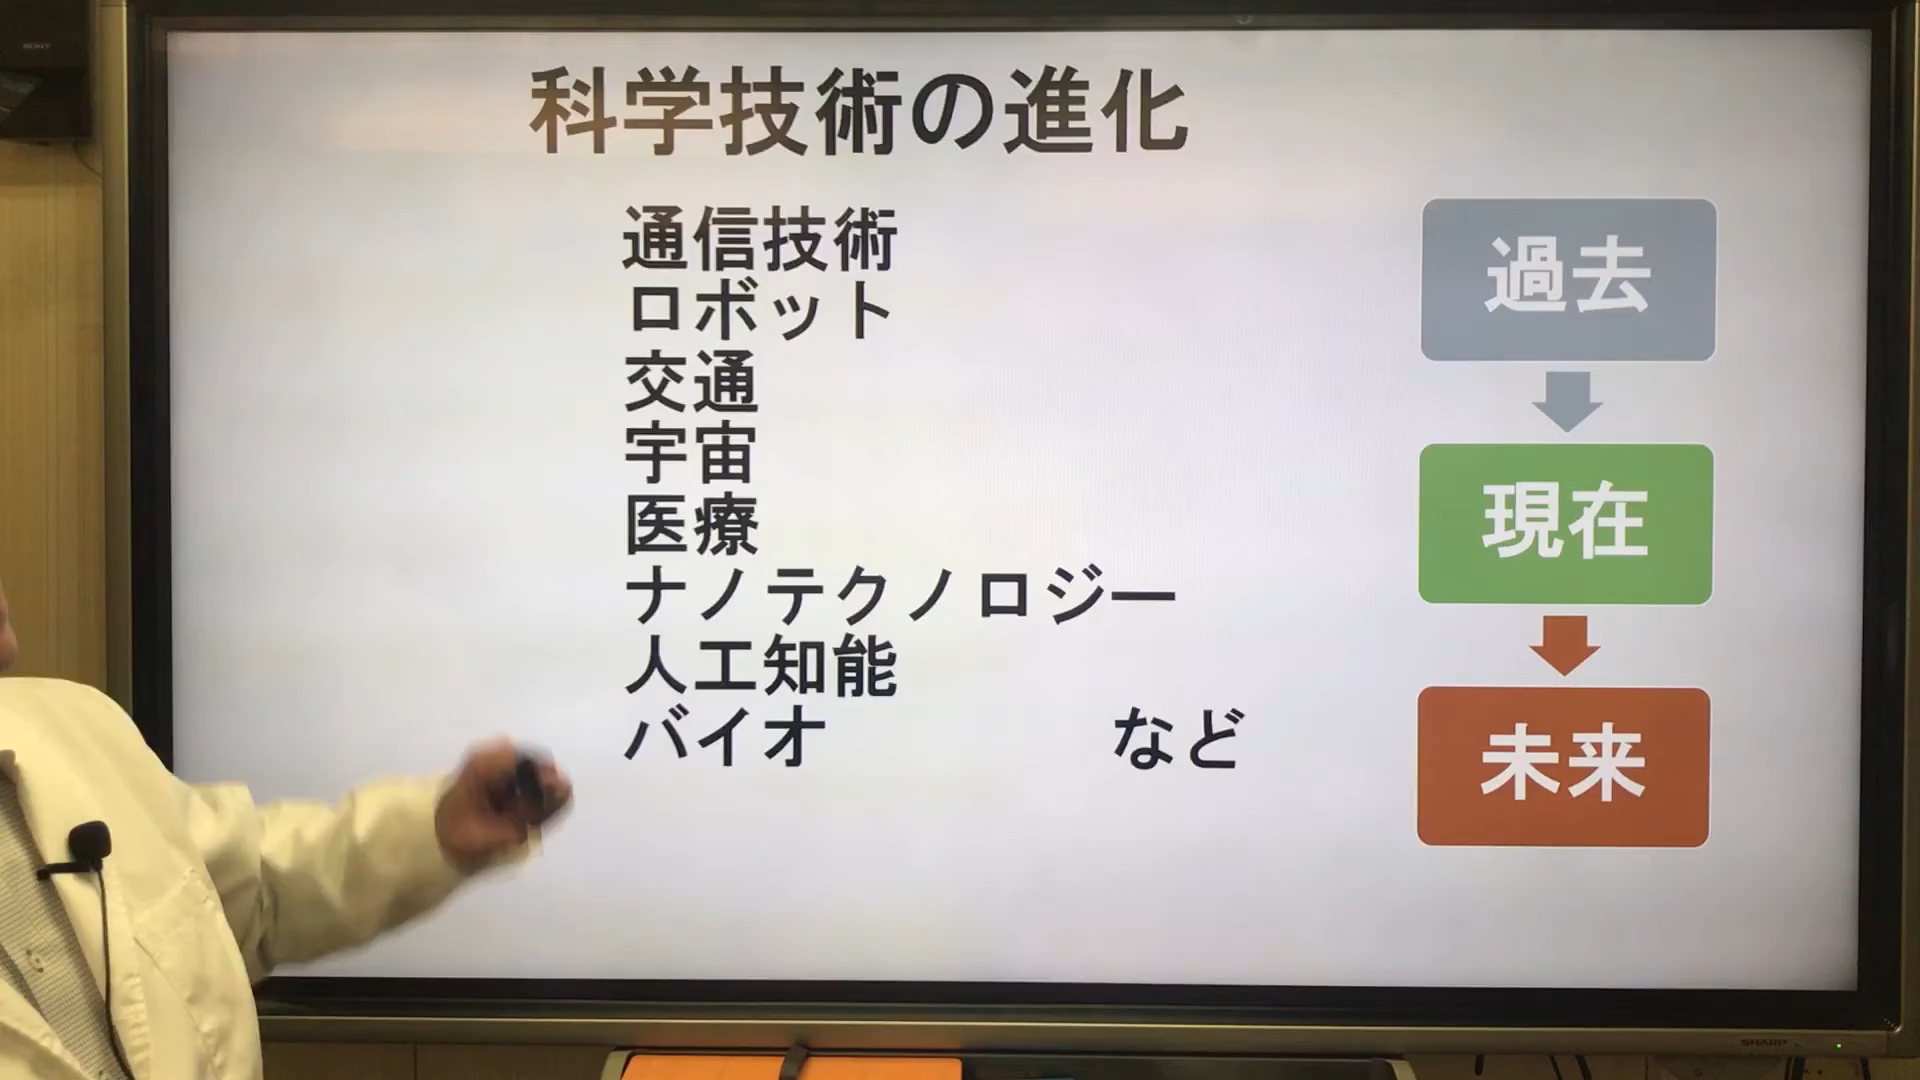 科学技術の進化
通信技術
ロボット
交通
宇宙
医療
ナノテクノロジー
人工知能
バイオ など
過去
現在
未来
SONY
SHARP